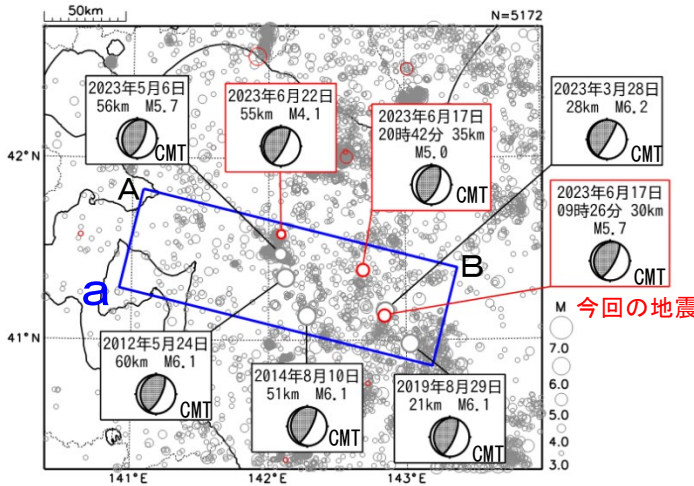 50km
N=5172
2023年5月6日
56km M5.7
CMT
2023年6月22日
55km M4.1
2023年6月17日
20時42分 35km
M5.0
CMT
2023年3月28日
28km M6.2
CMT
2023年6月17日
09時26分 30km
M5.7
CMT
今回の地震
42°N
41°N
A
B
a
2012年5月24日
60km M6.1
CMT
2014年8月10日
51km M6.1
CMT
2019年8月29日
21km M6.1
CMT
M
7.0
6.0
5.0
4.0
3.0
141°E
142°E
143°E